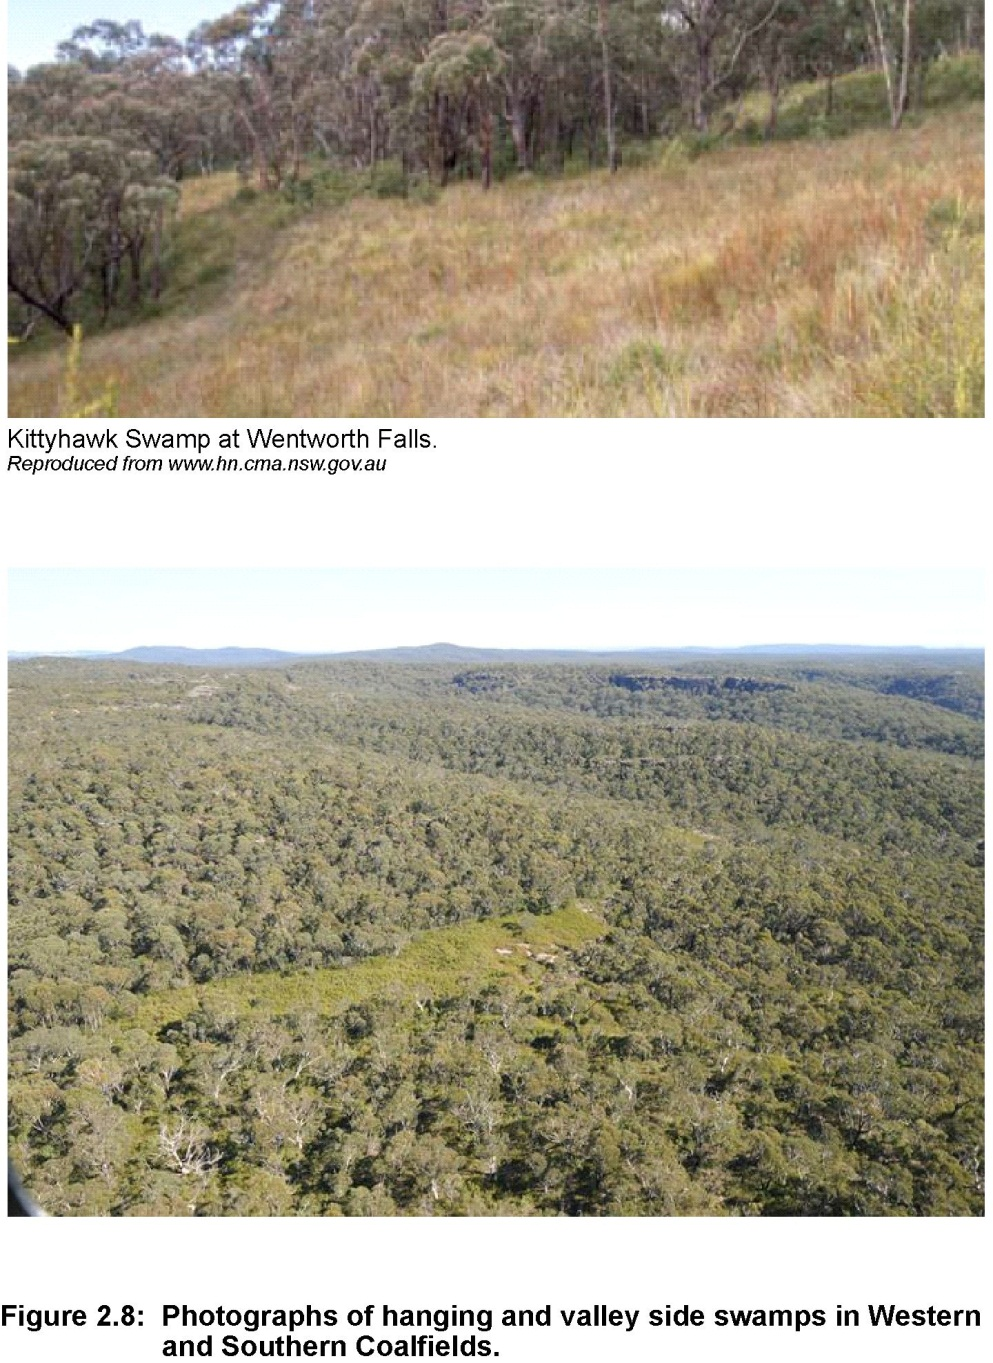 Kittyhawk Swamp at Wentworth Falls.
Reproduced from www.hn.cma.nsw.gov.au
Figure 2.8: Photographs of hanging and valley side swamps in Western
and Southern Coalfields.